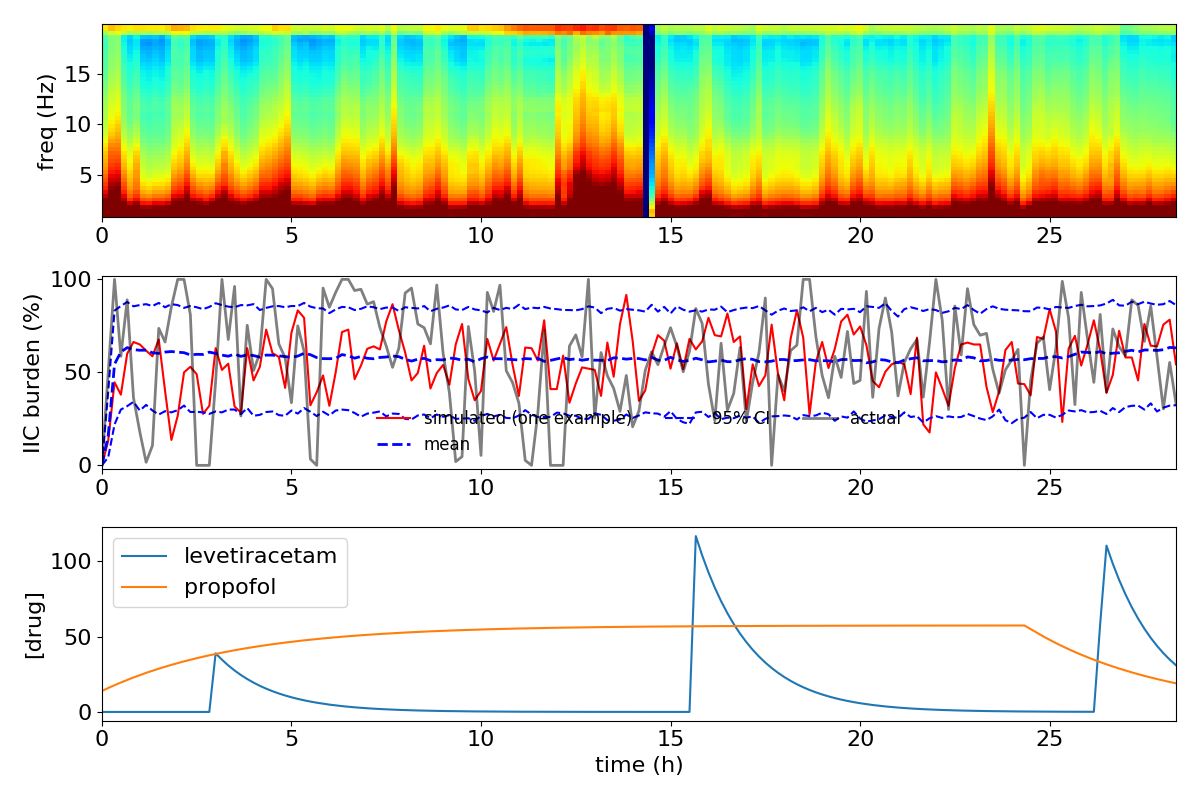 15
10
5
freq (Hz)
0 5 10 15 20 25
100
50
0
IIC burden (%)
simulated (one example) 95% CI actual
mean
0 5 10 15 20 25
levetiracetam
propofol
100
50
0
[drug]
0 5 10 15 20 25
time (h)